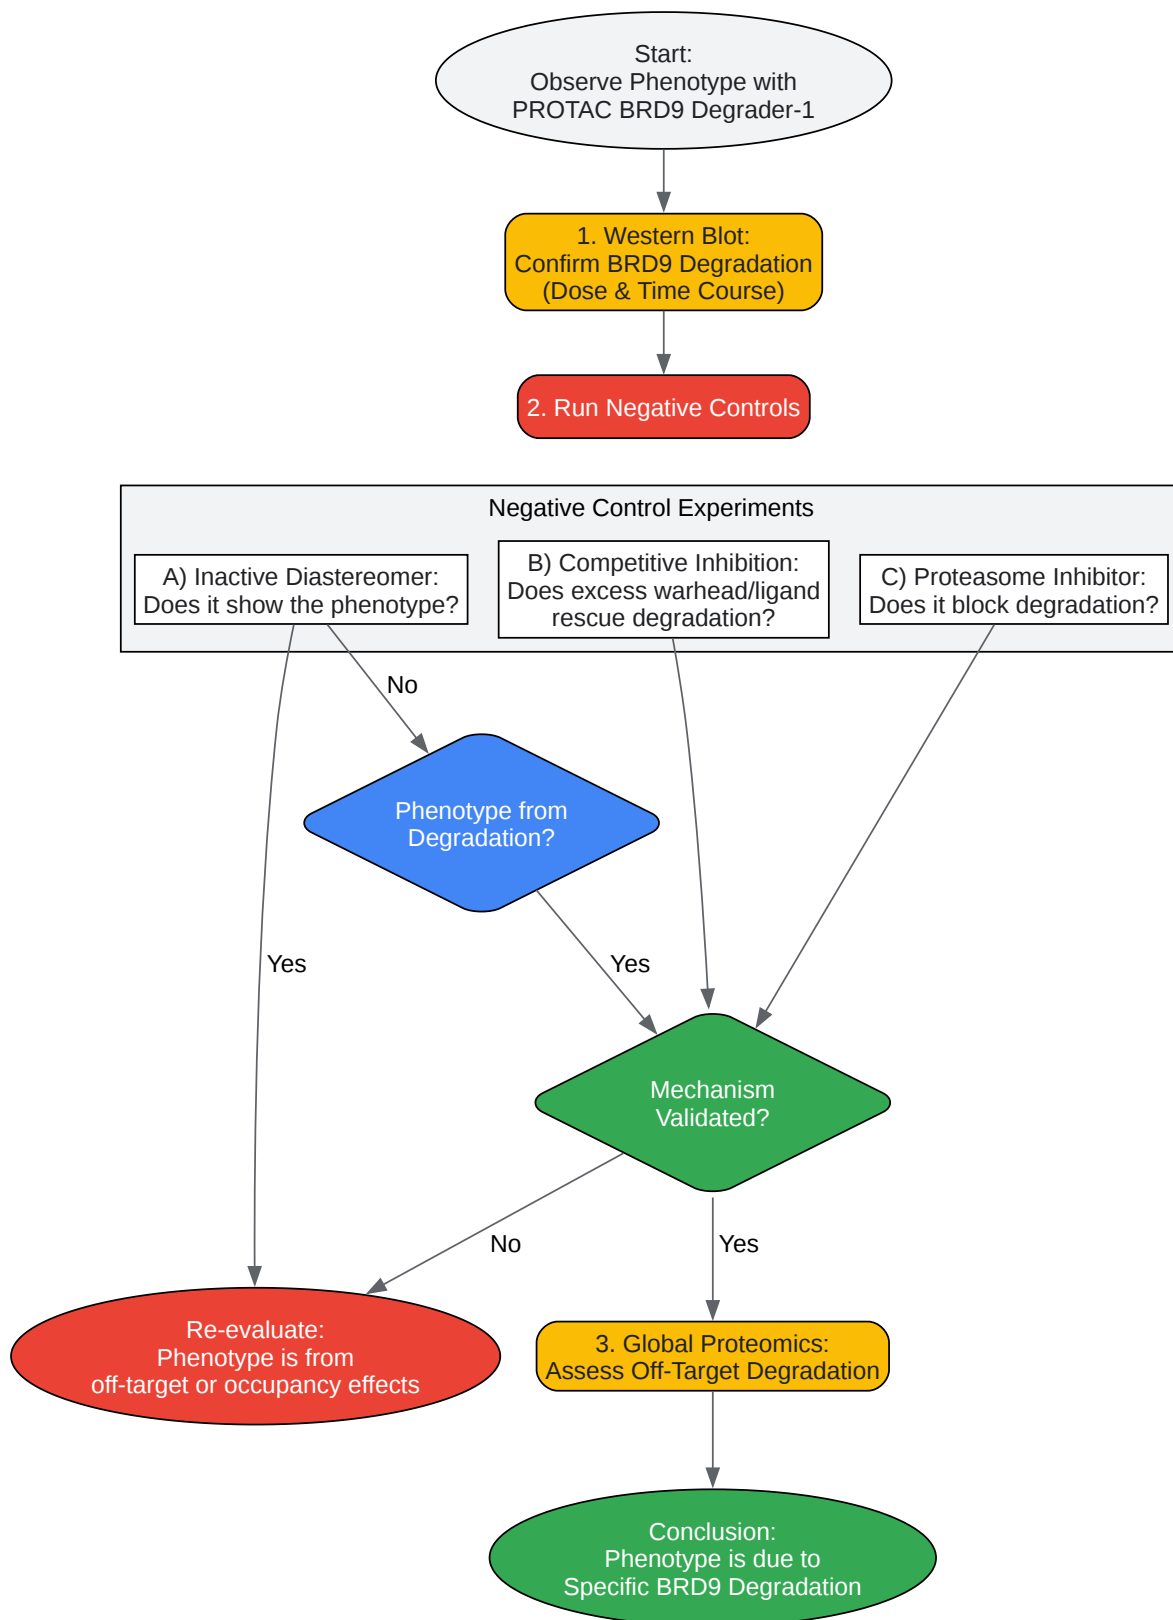 Start:
Observe Phenotype with
PROTAC BRD9 Degrader-1
1. Western Blot:
Confirm BRD9 Degradation
(Dose & Time Course)
2. Run Negative Controls
Negative Control Experiments
A) Inactive Diastereomer:
Does it show the phenotype?
B) Competitive Inhibition:
Does excess warhead/ligand
rescue degradation?
C) Proteasome Inhibitor:
Does it block degradation?
No
Phenotype from
Degradation?
Yes
Yes
Mechanism
Validated?
No
Yes
Re-evaluate:
Phenotype is from
off-target or occupancy effects
3. Global Proteomics:
Assess Off-Target Degradation
Conclusion:
Phenotype is due to
Specific BRD9 Degradation